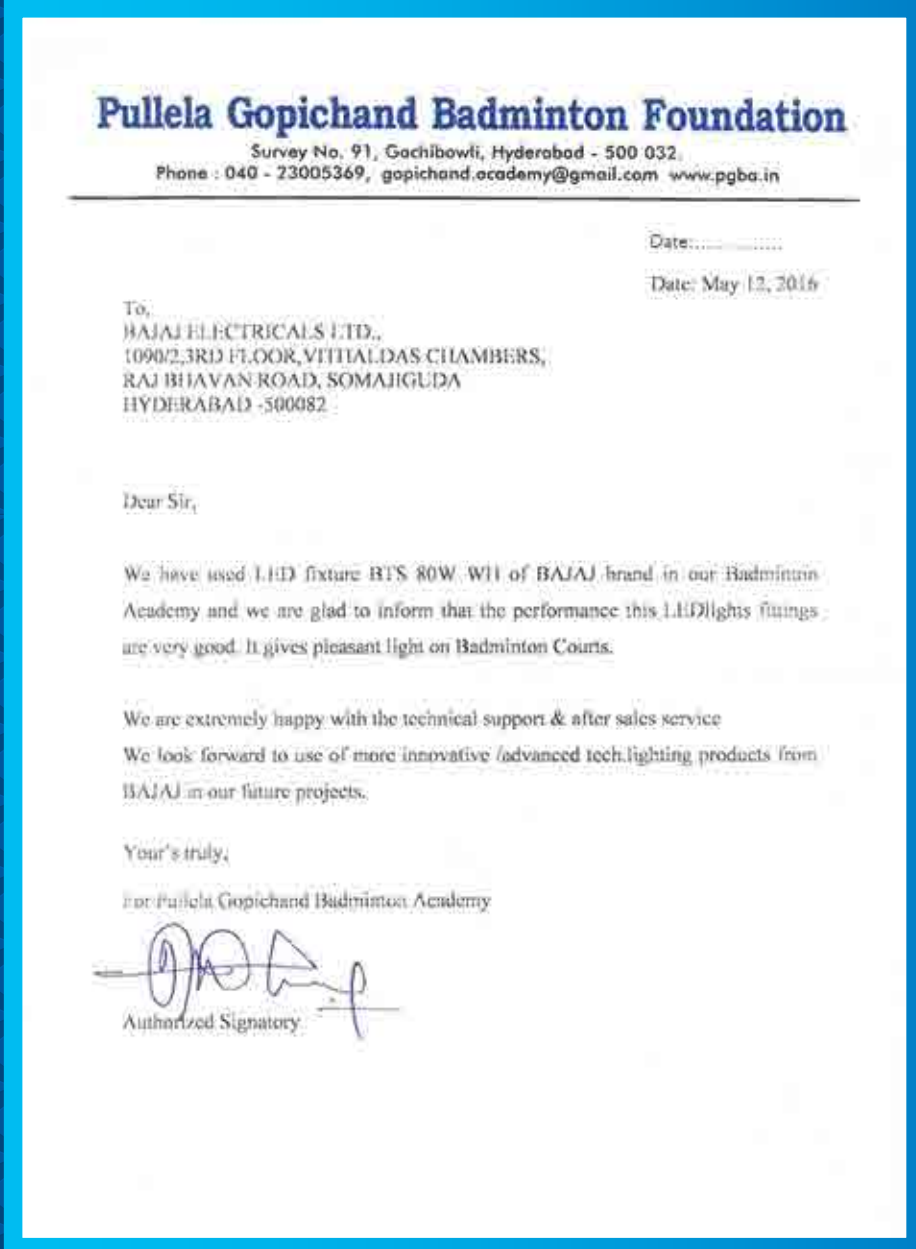 Pullela Gopichand Badminton Foundation
Survey No. 91, Gachibowli, Hyderabad - 500 032.
Phone : 040 - 23005369, gopichand.academy@gmail.com www.pgba.in
Date:..................
Date: May 12, 2016
To,
BAJAJ ELECTRICALS LTD.,
1090/2,3RD FLOOR,VITHALDAS CHAMBERS,
RAJ BHAVAN ROAD, SOMAJIGUDA
HYDERABAD -500082
Dear Sir,
We have used LED fixture BTS 80W WH of BAJAJ brand in our Badminton
Academy and we are glad to inform that the performance this LEDlights fittings
are very good. It gives pleasant light on Badminton Courts.
We are extremely happy with the technical support & after sales service
We look forward to use of more innovative /advanced tech.lighting products from
BAJAJ in our future projects.
Your's truly,
For Pullela Gopichand Badminton Academy
Authorized Signatory